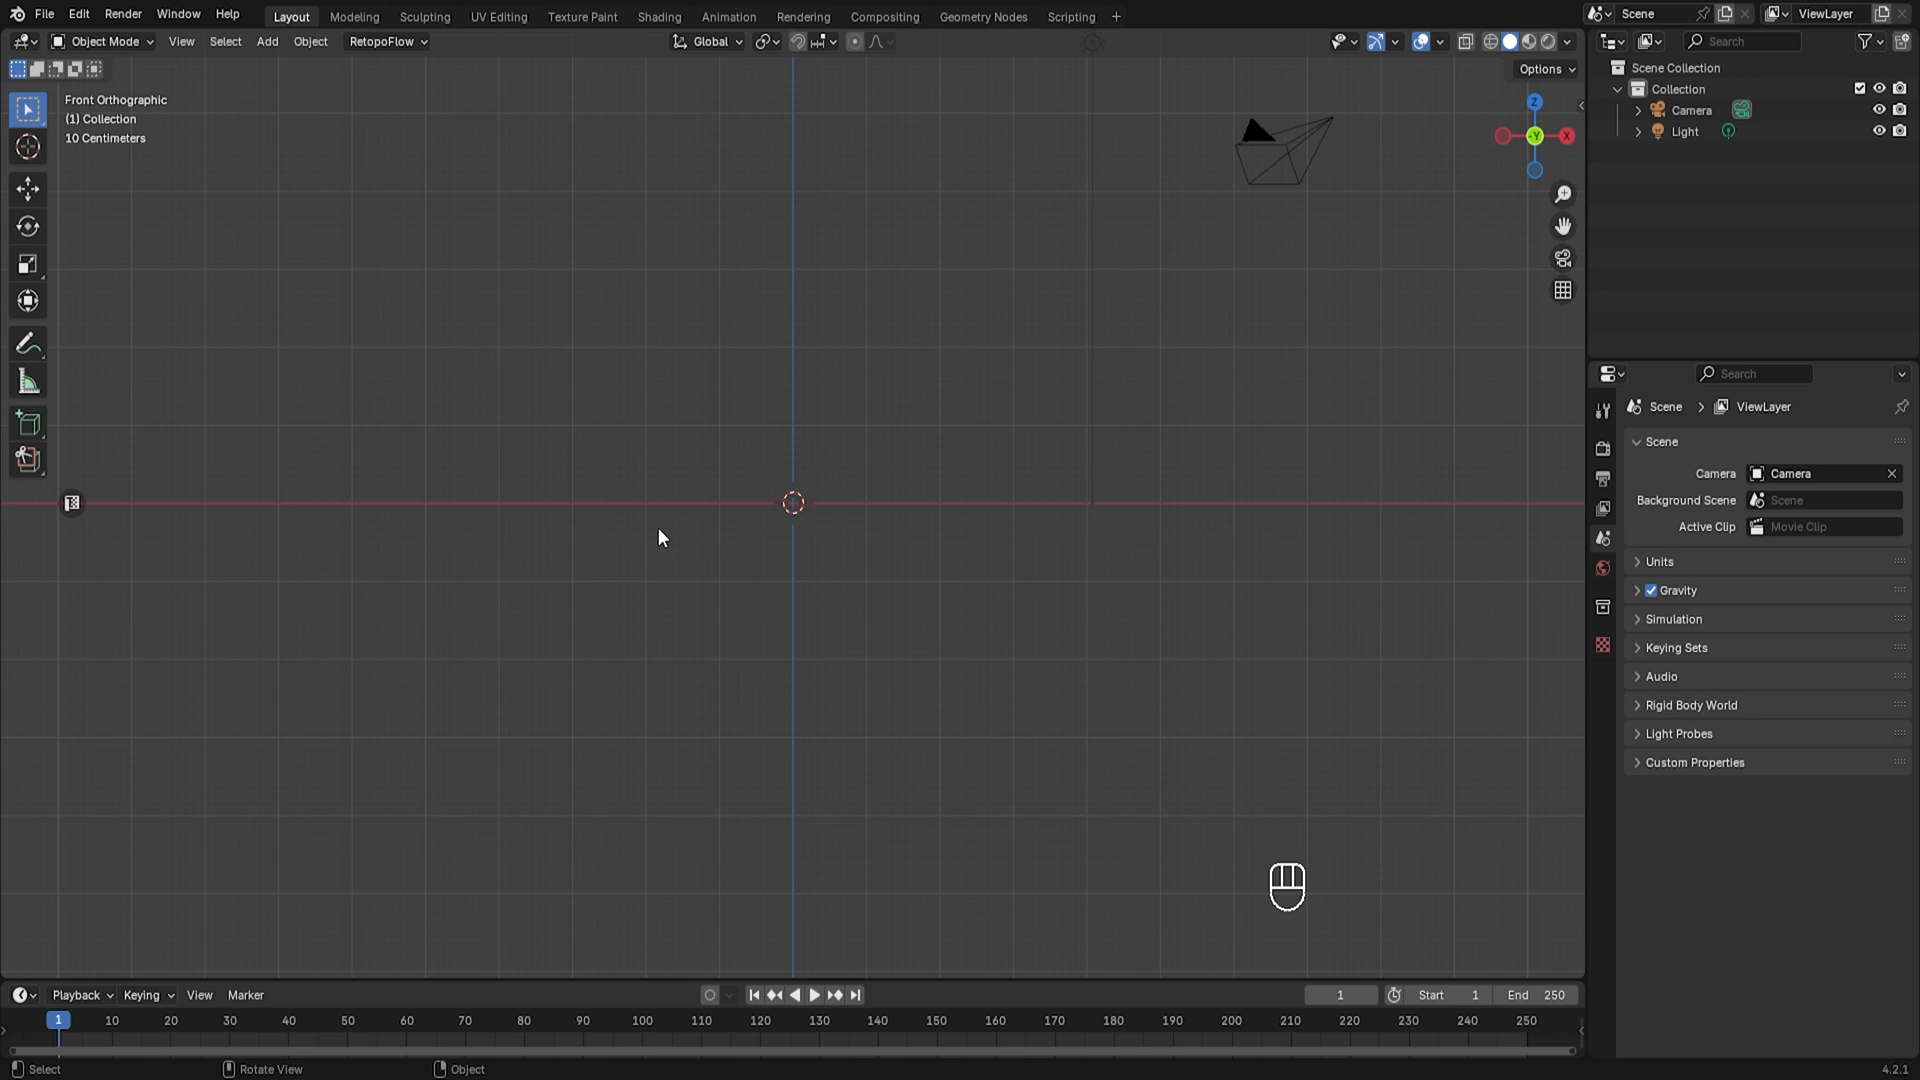 File Edit Render Window Help Layout Modeling Sculpting UV Editing Texture Paint Shading Animation Rendering Compositing Geometry Nodes Scripting + Scene ViewLayer
Object Mode View Select Add Object RetopoFlow Global Search
Options
Front Orthographic
(1) Collection
10 Centimeters
Z
-Y
X
Scene Collection
Collection
Camera
Light
Search
Scene > ViewLayer
Scene
Camera Camera
Background Scene Scene
Active Clip Movie Clip
Units
Gravity
Simulation
Keying Sets
Audio
Rigid Body World
Light Probes
Custom Properties
Playback Keying View Marker 1 Start 1 End 250
1 10 20 30 40 50 60 70 80 90 100 110 120 130 140 150 160 170 180 190 200 210 220 230 240 250
Select Rotate View Object 4.2.1